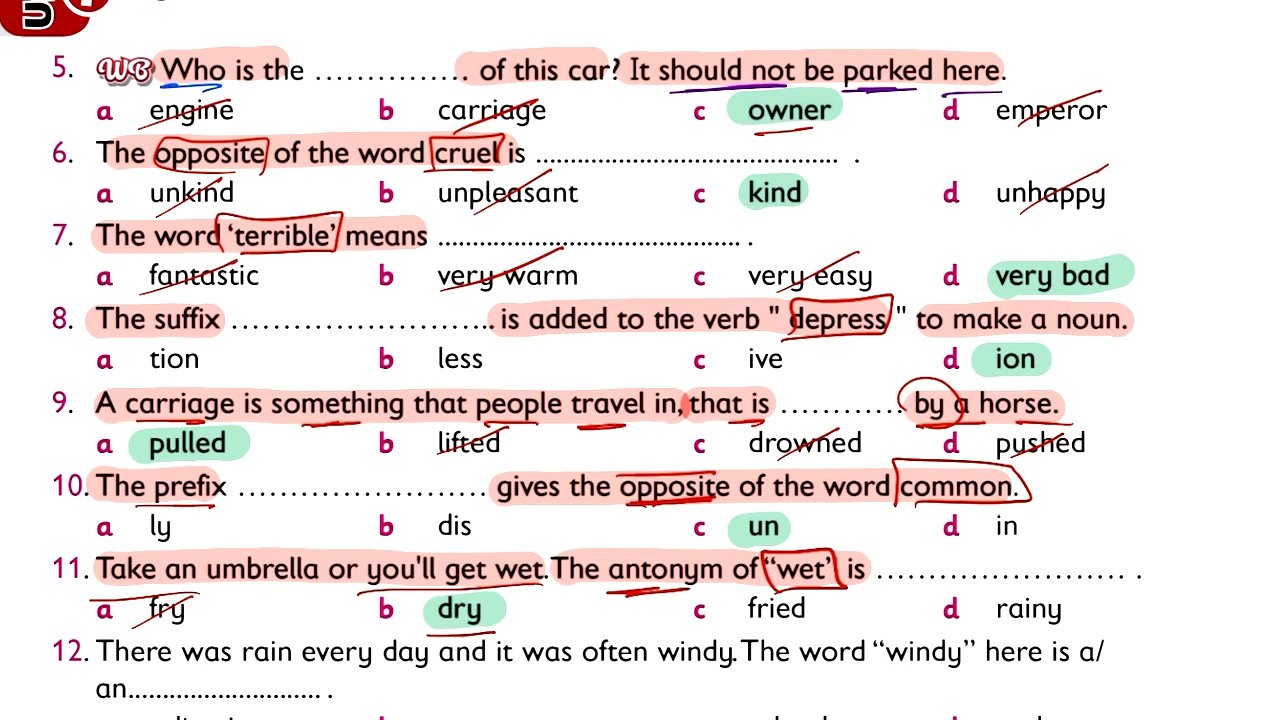 5
5. WB Who is the ............... of this car? It should not be parked here.
a engine b carriage c owner d emperor
6. The opposite of the word cruel is ............................................... .
a unkind b unpleasant c kind d unhappy
7. The word ‘terrible’ means ............................................... .
a fantastic b very warm c very easy d very bad
8. The suffix .......................... is added to the verb " depress " to make a noun.
a tion b less c ive d ion
9. A carriage is something that people travel in, that is ............ by a horse.
a pulled b lifted c drowned d pushed
10. The prefix ........................ gives the opposite of the word common.
a ly b dis c un d in
11. Take an umbrella or you'll get wet. The antonym of “wet” is ......................... .
a fry b dry c fried d rainy
12. There was rain every day and it was often windy. The word “windy” here is a/
an............................ .